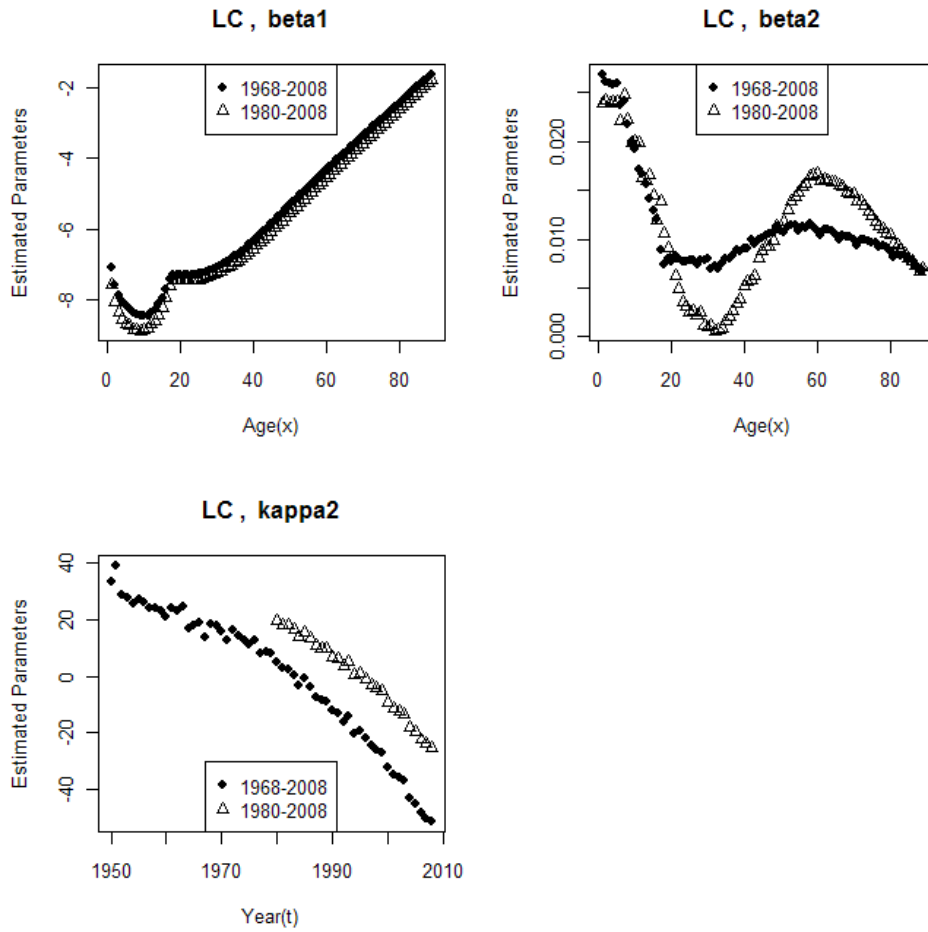 LC , beta1
Estimated Parameters
-2
-4
-6
-8
1968-2008
1980-2008
0 20 40 60 80
Age(x)
LC , beta2
Estimated Parameters
0.020
0.010
0.000
1968-2008
1980-2008
0 20 40 60 80
Age(x)
LC , kappa2
Estimated Parameters
40
20
0
-20
-40
1968-2008
1980-2008
1950 1970 1990 2010
Year(t)